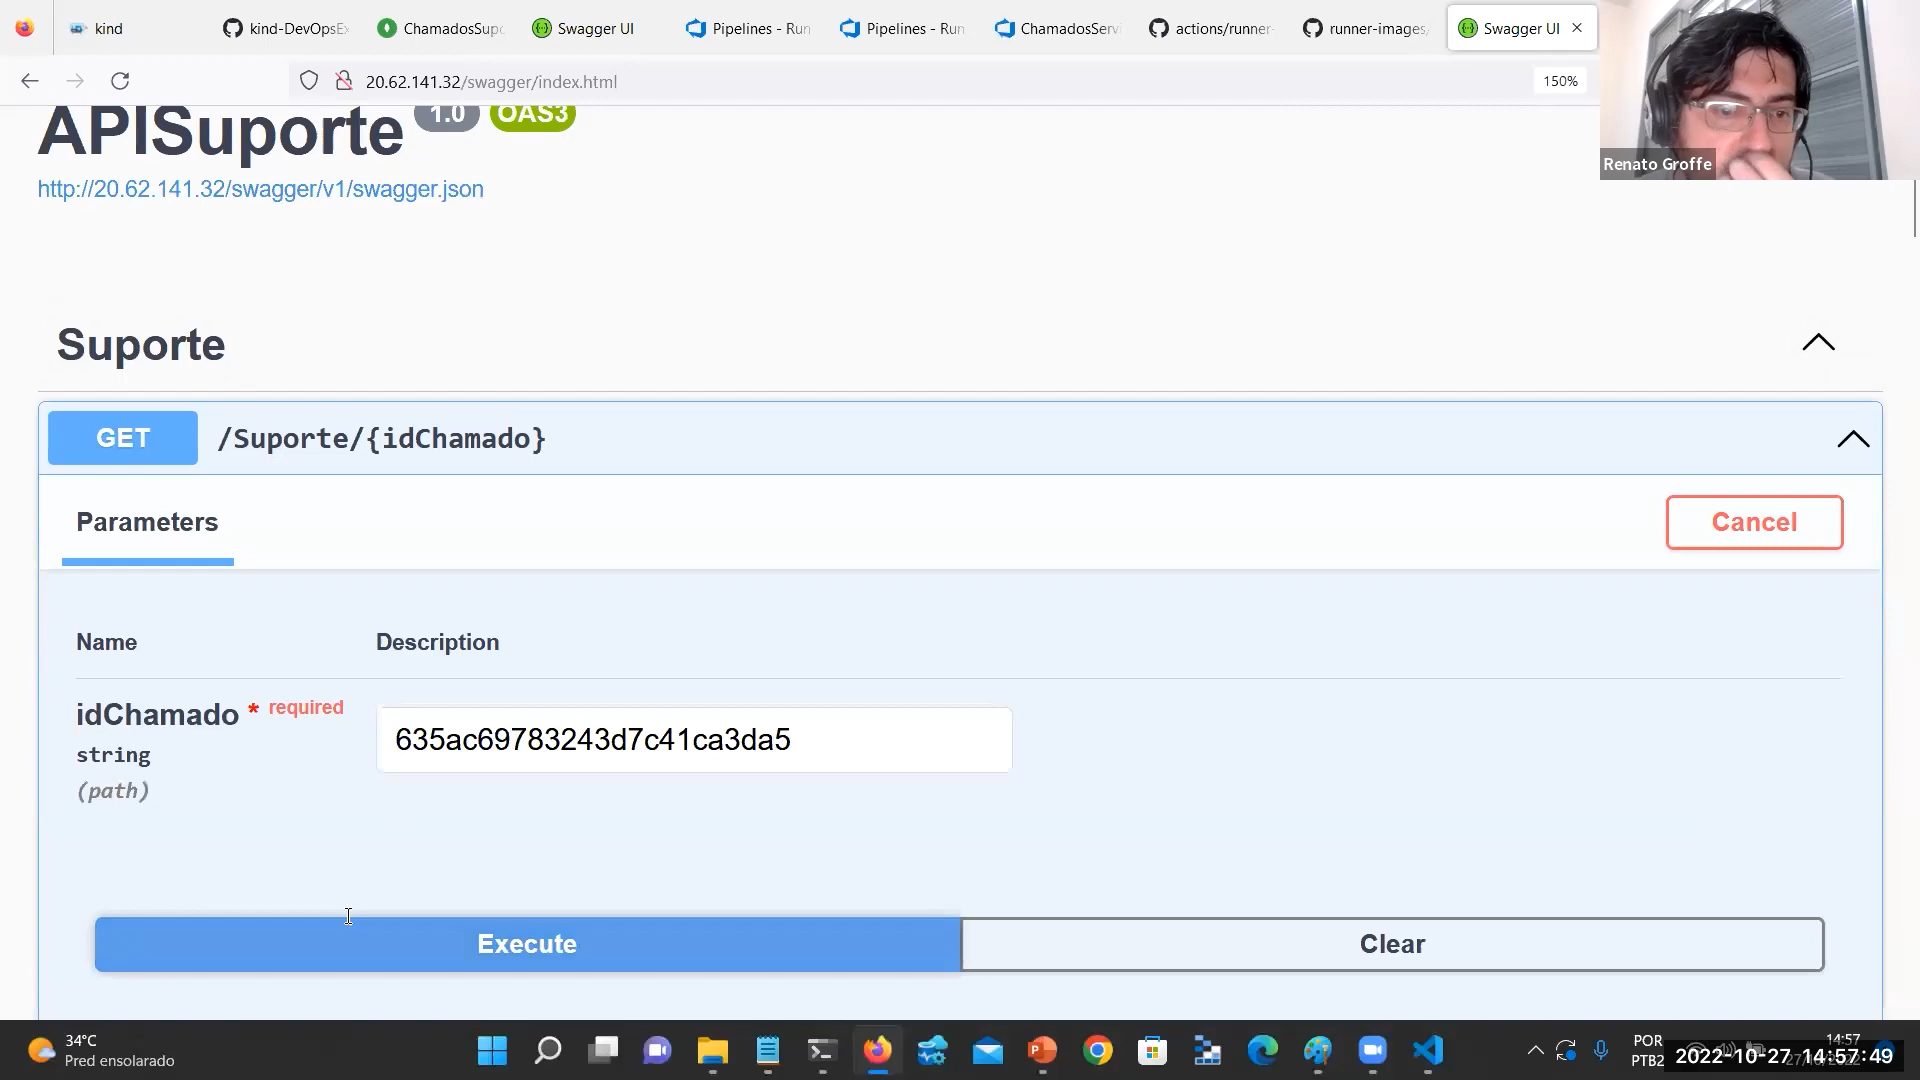 kind
kind-DevOpsEx
ChamadosSupo
Swagger UI
Pipelines - Run
Pipelines - Run
ChamadosServi
actions/runner-
runner-images,
Swagger UI
20.62.141.32/swagger/index.html
150%
APISuporte 1.0 OAS3
http://20.62.141.32/swagger/v1/swagger.json
Renato Groffe
Suporte
GET /Suporte/{idChamado}
Parameters
Cancel
Name Description
idChamado * required
string
(path)
635ac69783243d7c41ca3da5
Execute
Clear
34°C
Pred ensolarado
POR
PTB2
14:57
2022-10-27 14:57:49